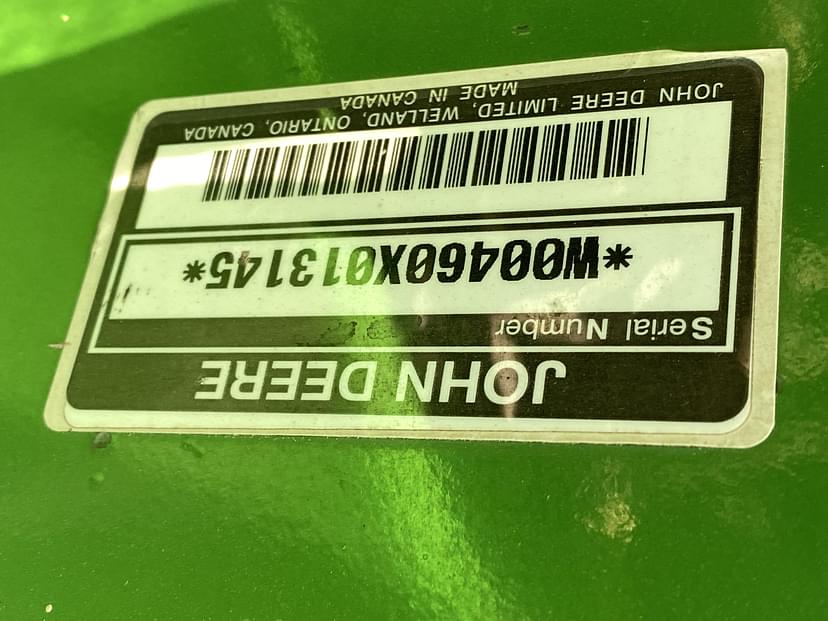 JOHN DEERE
Serial Number
*W00460X013145*
JOHN DEERE LIMITED, WELLAND, ONTARIO, CANADA
MADE IN CANADA